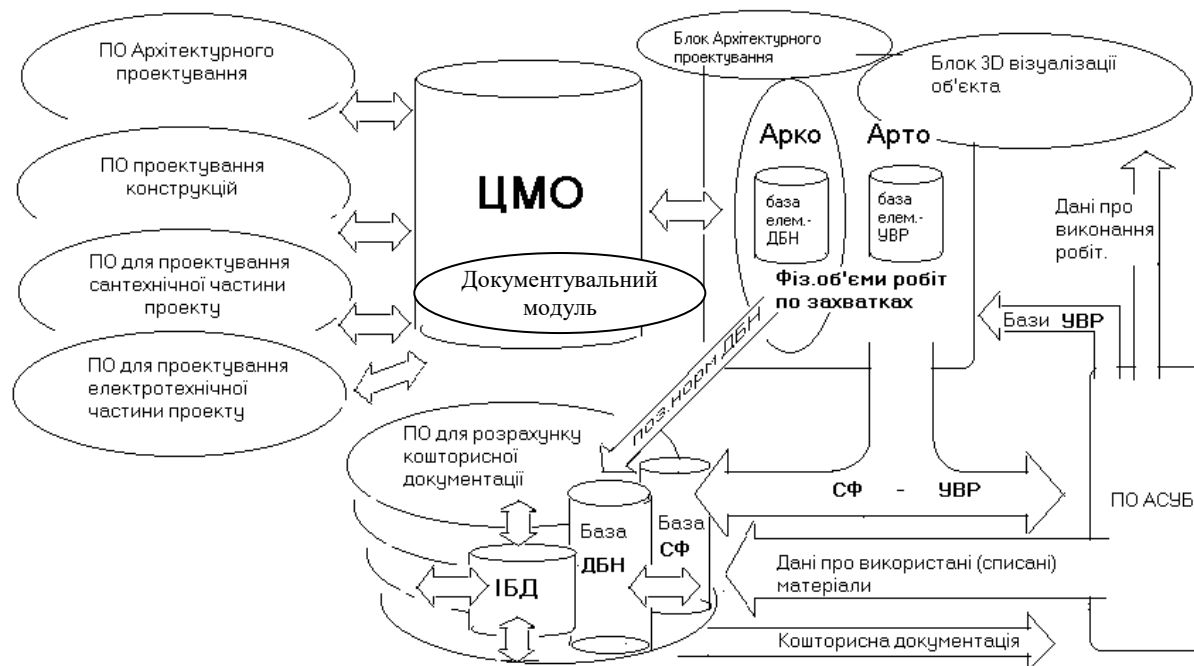 ПО Архітектурного
проектування
ПО проектування
конструкцій
ПО для проектування
сантехнічної частини
проекту
ПО для проектування
електротехнічної
частини проекту
ЦМО
Документувальний
модуль
Блок Архітектурного
проектування
Блок 3D візуалізації
об'єкта
Арко
Арто
база
елем.-
ДБН
база
елем.-
УВР
Фіз.об'єми робіт
по захватках
Дані про
виконання
робіт.
Бази УВР
поз.норм ДБН
ПО для розрахунку
кошторисної
документації
ІБД
База
ДБН
База
СФ
СФ - УВР
ПО АСУБ
Дані про використані (списані)
матеріали
Кошторисна документація